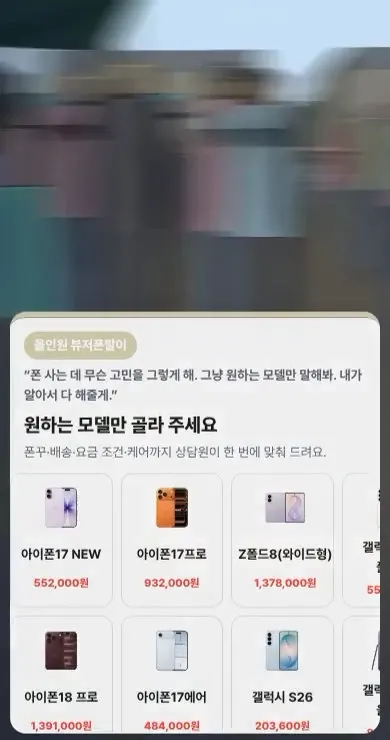 올인원 뷰저폰팔이
"폰 사는 데 무슨 고민을 그렇게 해. 그냥 원하는 모델만 말해봐. 내가
알아서 다 해줄게."
원하는 모델만 골라 주세요
폰꾸·배송·요금 조건·케어까지 상담원이 한 번에 맞춰 드려요.
아이폰17 NEW 아이폰17프로 Z폴드8(와이드형) 갤럭
552,000원 932,000원 1,378,000원 55
아이폰18 프로 아이폰17에어 갤럭시 S26 갤럭
1,391,000원 484,000원 203,600원